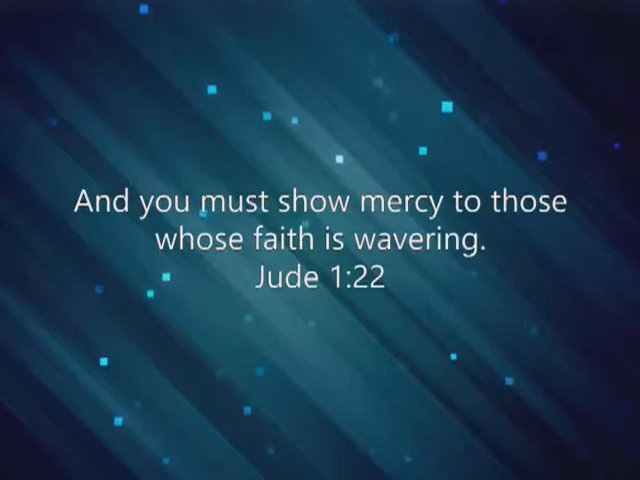 And you must show mercy to those
whose faith is wavering.
Jude 1:22